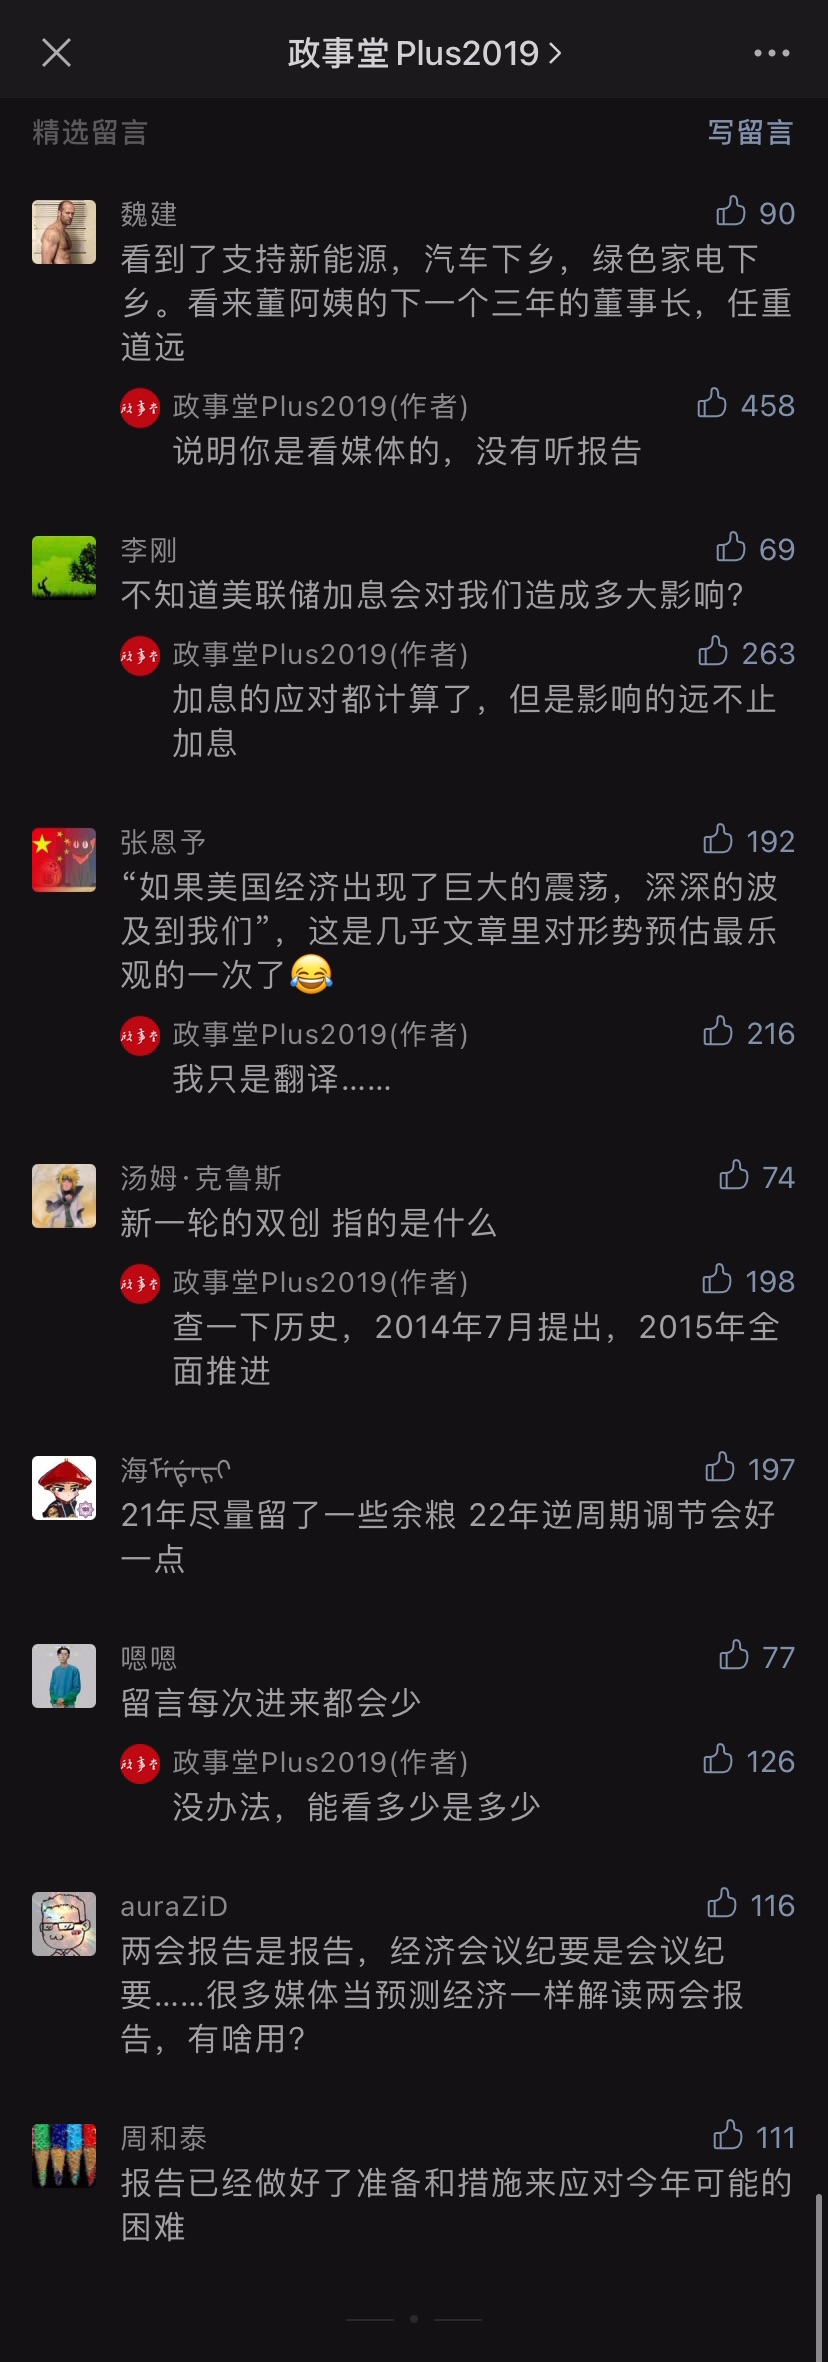 政事堂Plus2019
精选留言
写留言
魏建
90
看到了支持新能源，汽车下乡，绿色家电下
乡。看来董阿姨的下一个三年的董事长，任重
道远
政事堂Plus2019(作者)
458
说明你是看媒体的，没有听报告
李刚
69
不知道美联储加息会对我们造成多大影响?
政事堂Plus2019(作者)
263
加息的应对都计算了，但是影响的远不止
加息
张恩予
192
“如果美国经济出现了巨大的震荡，深深的波
及到我们”，这是几乎文章里对形势预估最乐
观的一次了😂
政事堂Plus2019(作者)
216
我只是翻译……
汤姆·克鲁斯
74
新一轮的双创 指的是什么
政事堂Plus2019(作者)
198
查一下历史，2014年7月提出，2015年全
面推进
海
197
21年尽量留了一些余粮 22年逆周期调节会好
一点
嗯嗯
77
留言每次进来都会少
政事堂Plus2019(作者)
126
没办法，能看多少是多少
auraZiD
116
两会报告是报告，经济会议纪要是会议纪
要……很多媒体当预测经济一样解读两会报
告，有啥用?
周和泰
111
报告已经做好了准备和措施来应对今年可能的
困难